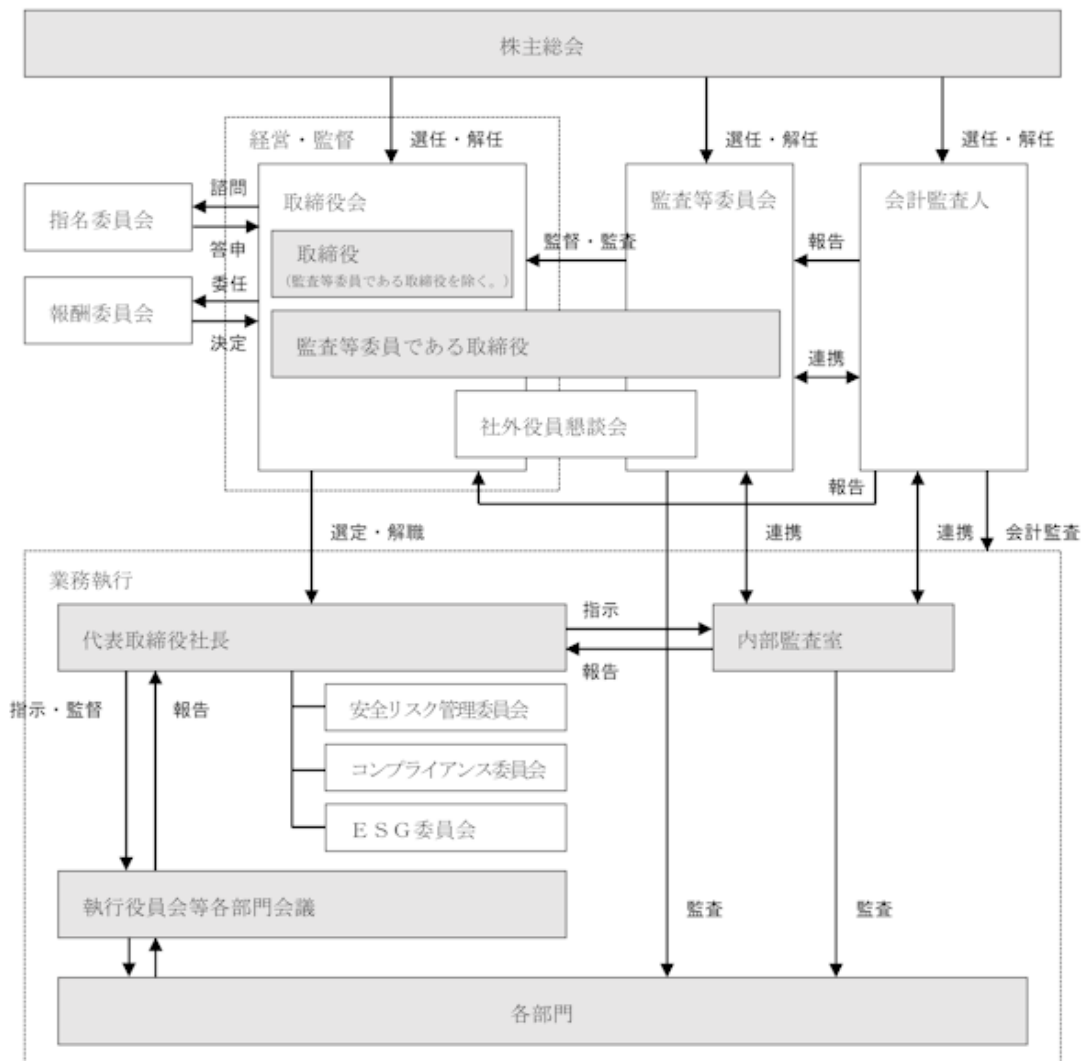 株主総会
選任・解任
選任・解任
選任・解任
経営・監督
取締役会
監査等委員会
会計監査人
諮問
指名委員会
答申
取締役
(監査等委員である取締役を除く。)
監督・監査
報告
委任
報酬委員会
決定
監査等委員である取締役
連携
社外役員懇談会
報告
選定・解職
連携
連携
会計監査
業務執行
代表取締役社長
指示
報告
内部監査室
指示・監督
報告
安全リスク管理委員会
コンプライアンス委員会
ESG委員会
執行役員会等各部門会議
監査
監査
各部門